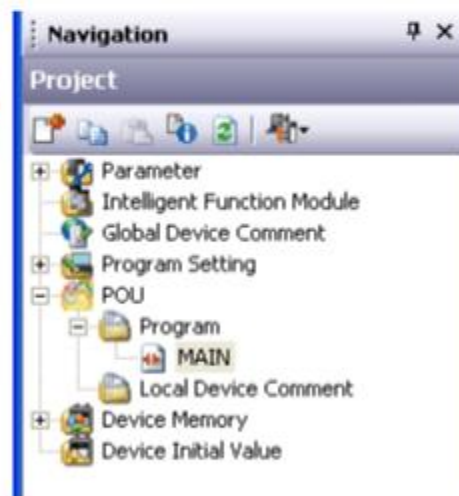 Navigation
Project
Parameter
Intelligent Function Module
Global Device Comment
Program Setting
POU
Program
MAIN
Local Device Comment
Device Memory
Device Initial Value